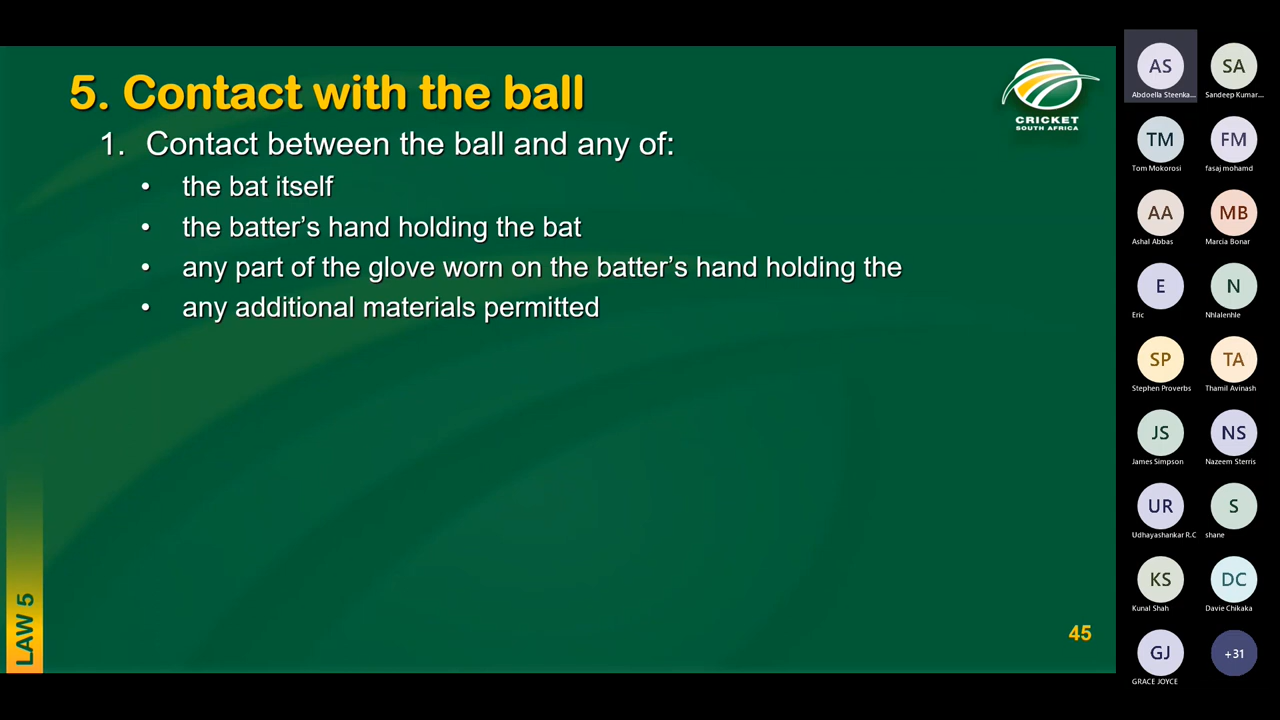 5. Contact with the ball
1. Contact between the ball and any of:
• the bat itself
• the batter’s hand holding the bat
• any part of the glove worn on the batter’s hand holding the
• any additional materials permitted
CRICKET
SOUTH AFRICA
LAW 5
45
AS
Abdoella Steenka...
SA
Sandeep Kumar...
TM
Tom Mokorosi
FM
fasaj mohamd
AA
Ashal Abbas
MB
Marcia Bonar
E
Eric
N
Nhlalenhle
SP
Stephen Proverbs
TA
Thamil Avinash
JS
James Simpson
NS
Nazeem Sterris
UR
Udhayashankar R.C
S
shane
KS
Kunal Shah
DC
Davie Chikaka
GJ
GRACE JOYCE
+31